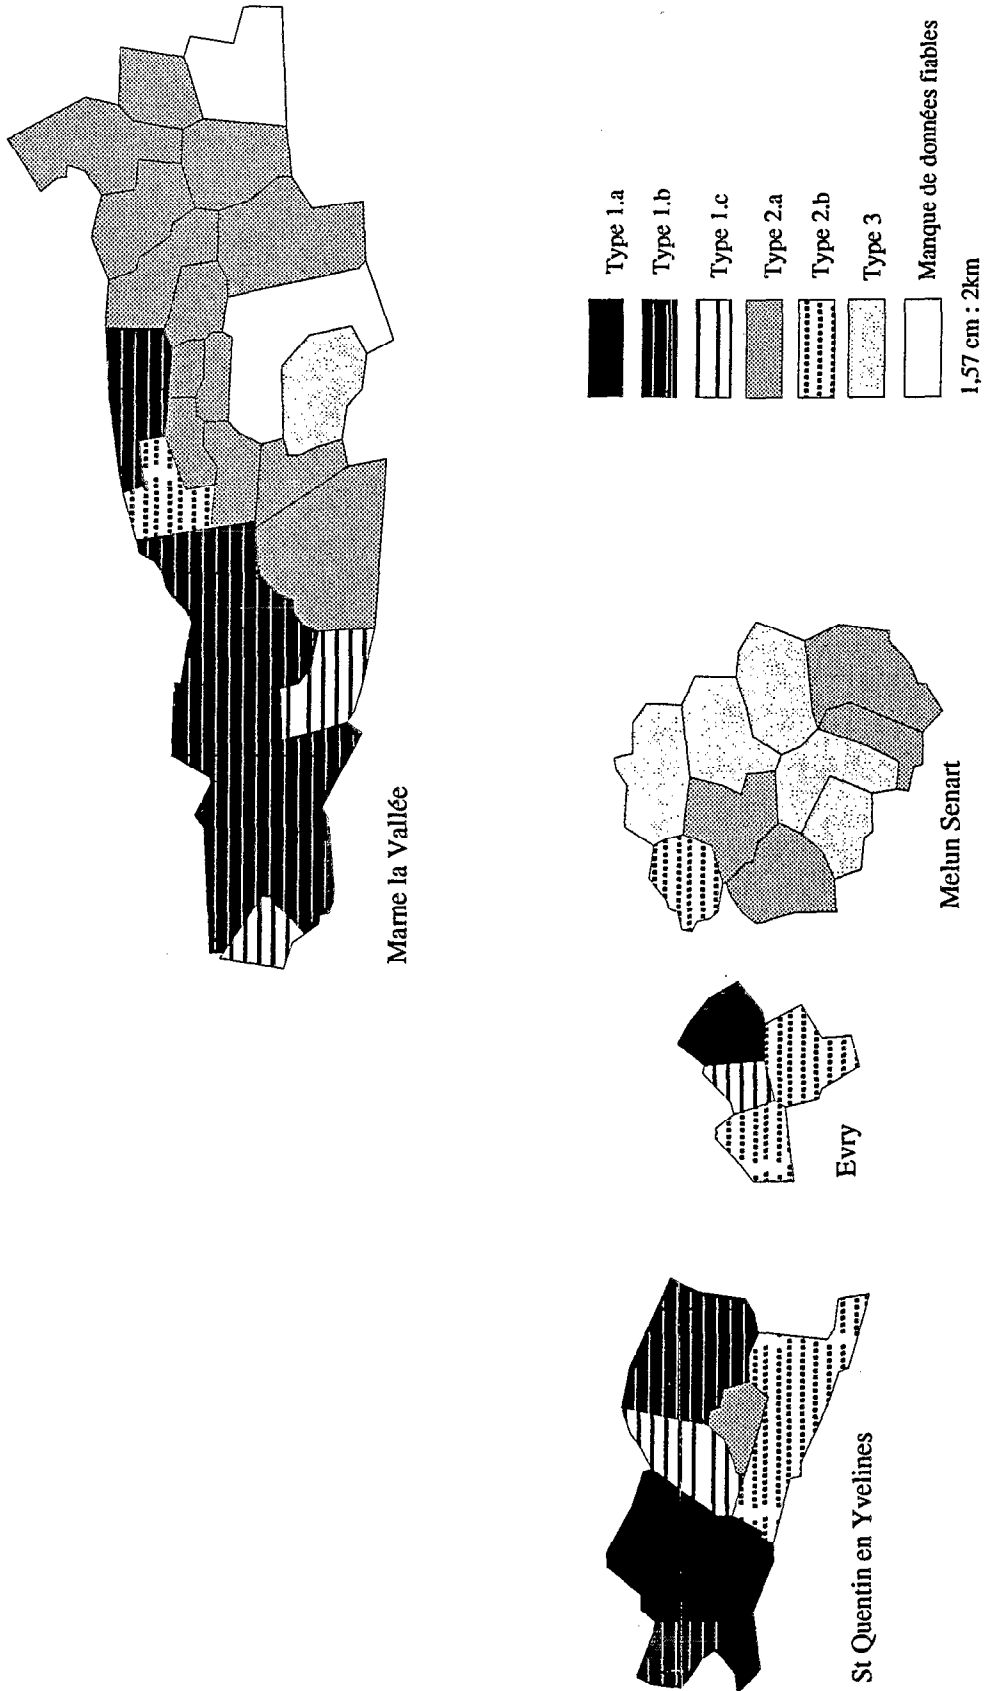 Marne la Vallée
Type 1.a
Type 1.b
Type 1.c
Type 2.a
Type 2.b
Type 3
Manque de données fiables
1,57 cm : 2km
St Quentin en Yvelines
Evry
Melun Senart